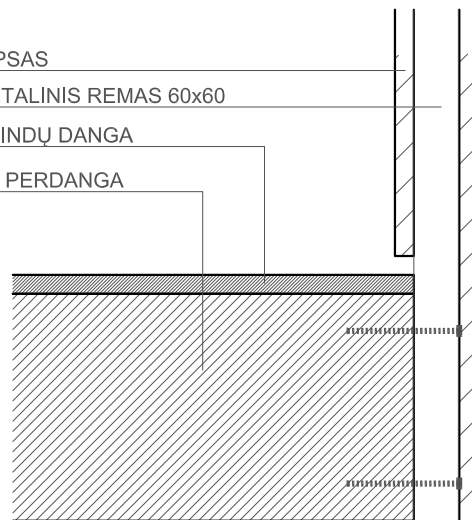 PSAS
TALINIS REMAS 60x60
INDŲ DANGA
PERDANGA